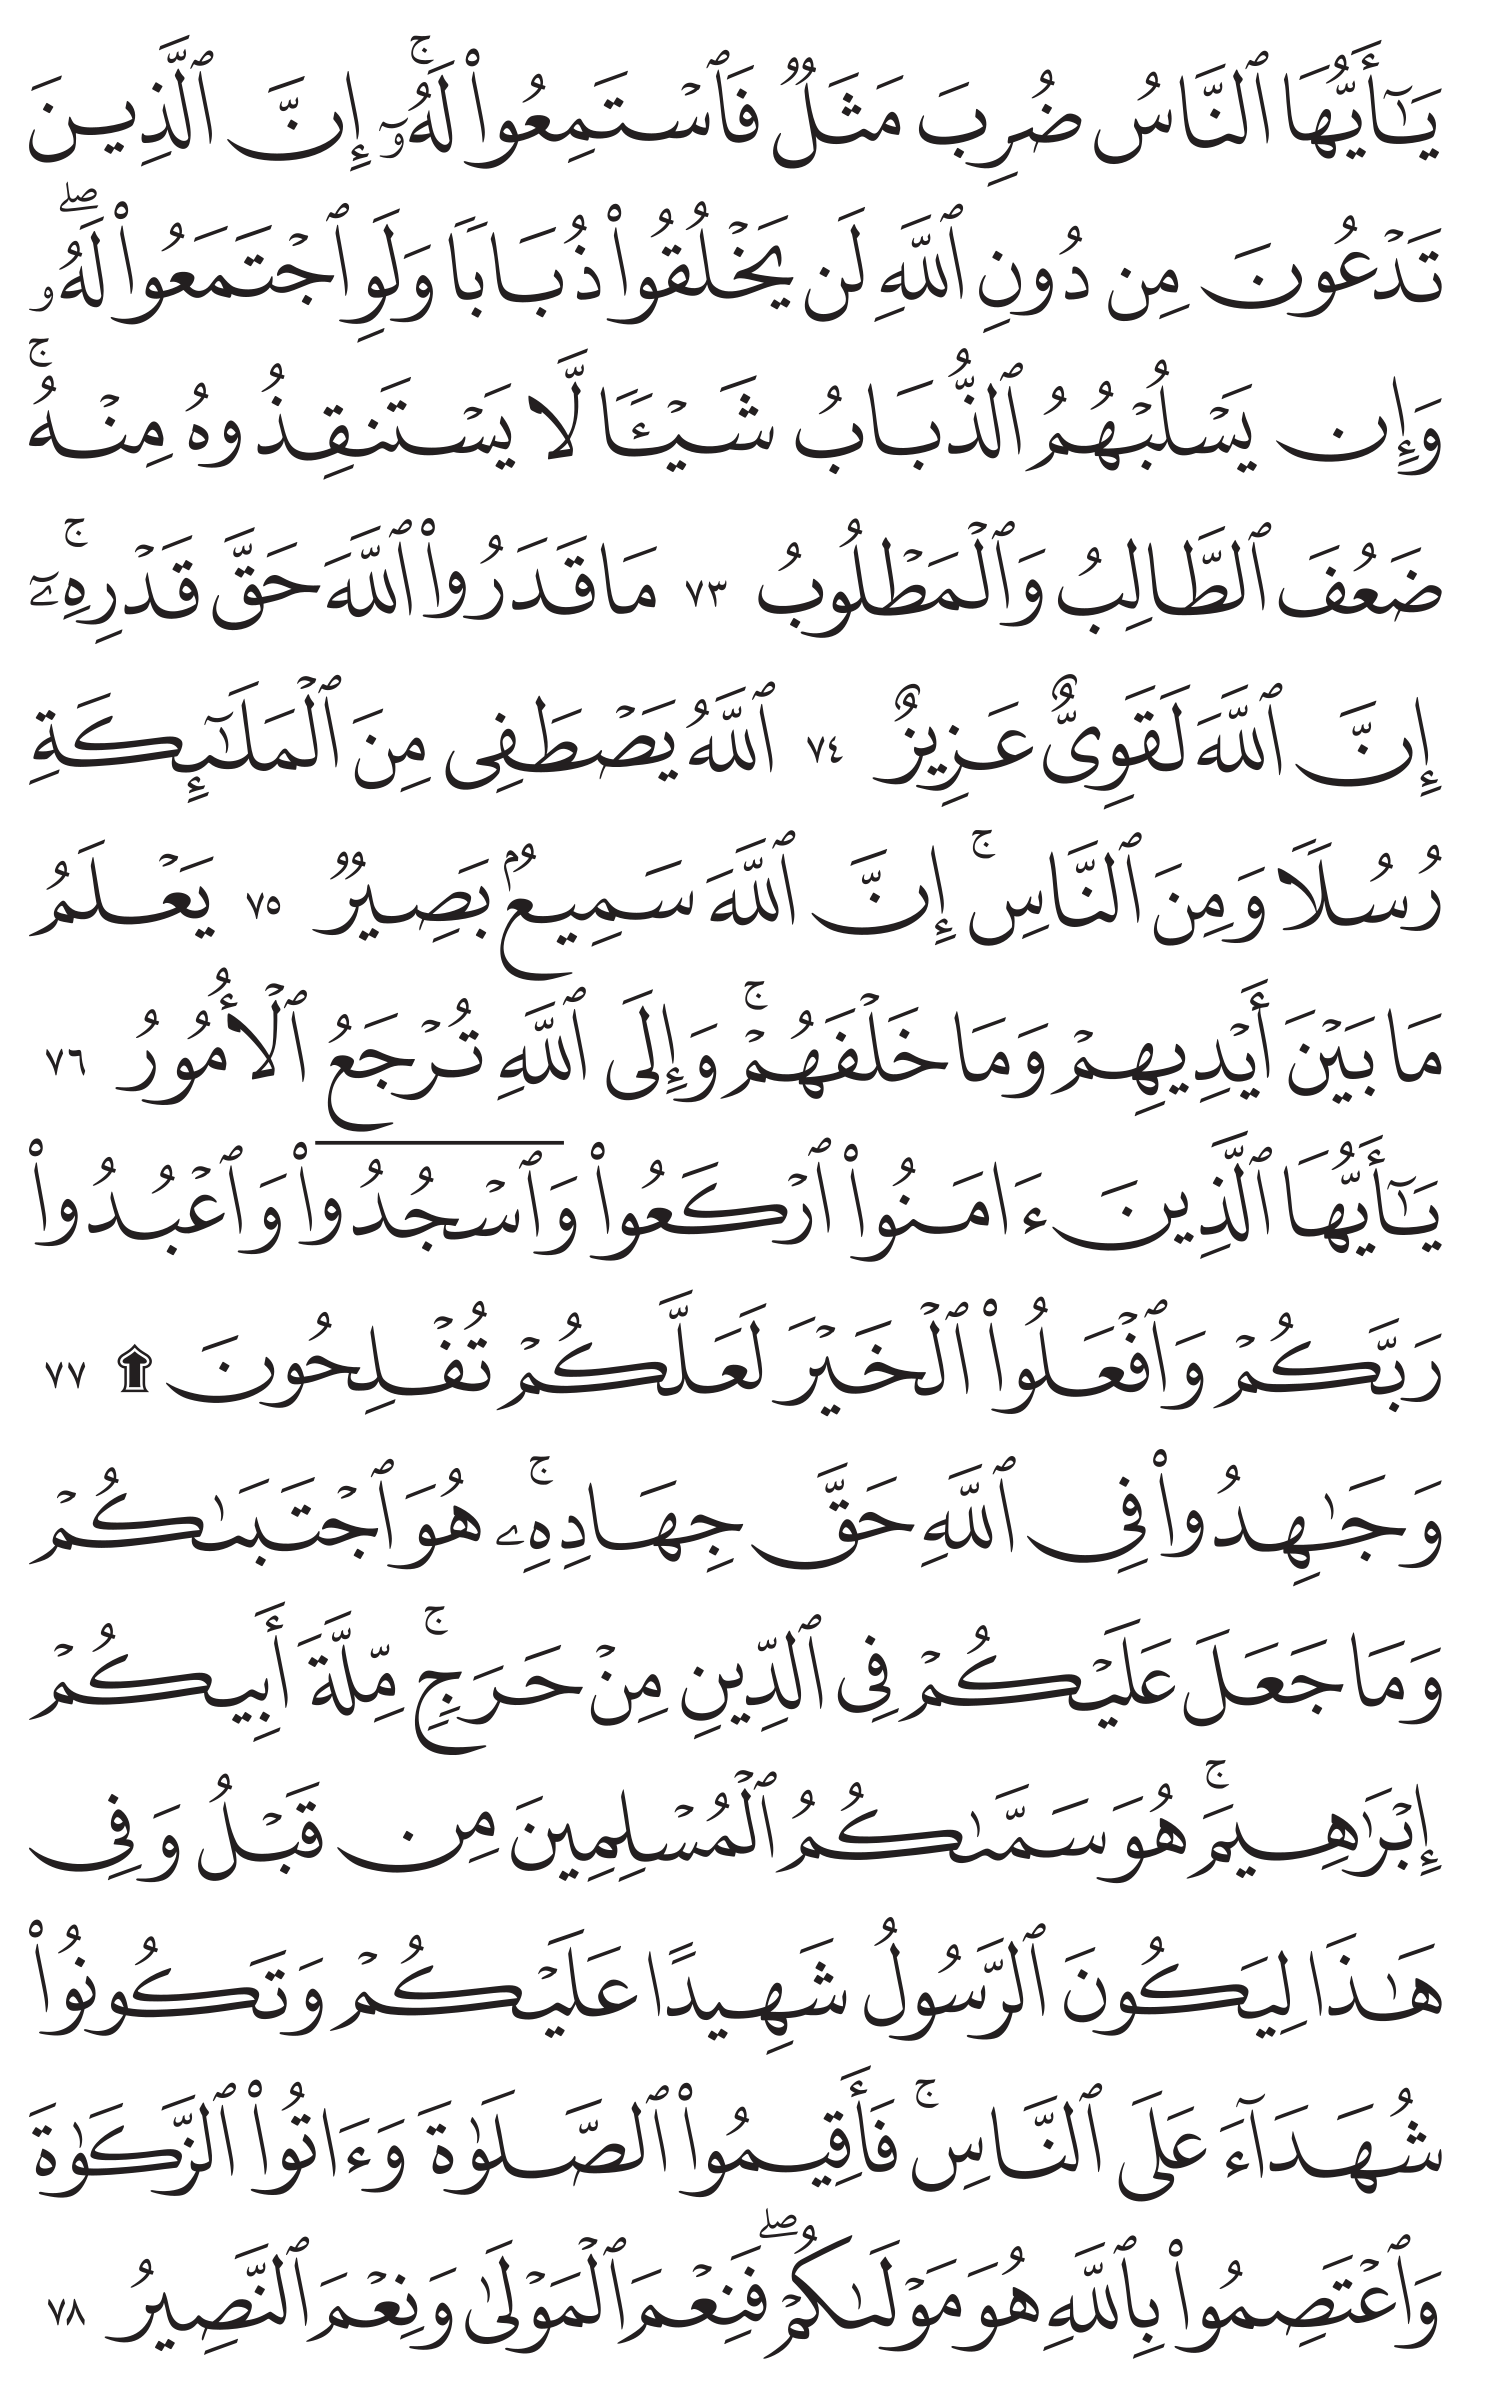 يَـٰٓأَيُّهَا ٱلنَّاسُ ضُرِبَ مَثَلٌ فَٱسْتَمِعُوا۟ لَهُۥٓ ۚ إِنَّ ٱلَّذِينَ
تَدْعُونَ مِن دُونِ ٱللَّهِ لَن يَخْلُقُوا۟ ذُبَابًا وَلَوِ ٱجْتَمَعُوا۟ لَهُۥ ۖ
وَإِن يَسْلُبْهُمُ ٱلذُّبَابُ شَيْـًٔا لَّا يَسْتَنقِذُوهُ مِنْهُ ۚ
ضَعُفَ ٱلطَّالِبُ وَٱلْمَطْلُوبُ ٧٣ مَا قَدَرُوا۟ ٱللَّهَ حَقَّ قَدْرِهِۦٓ ۚ
إِنَّ ٱللَّهَ لَقَوِىٌّ عَزِيزٌ ٧٤ ٱللَّهُ يَصْطَفِى مِنَ ٱلْمَلَـٰٓئِكَةِ
رُسُلًا وَمِنَ ٱلنَّاسِ ۚ إِنَّ ٱللَّهَ سَمِيعٌۢ بَصِيرٌ ٧٥ يَعْلَمُ
مَا بَيْنَ أَيْدِيهِمْ وَمَا خَلْفَهُمْ ۚ وَإِلَى ٱللَّهِ تُرْجَعُ ٱلْأُمُورُ ٧٦
يَـٰٓأَيُّهَا ٱلَّذِينَ ءَامَنُوا۟ ٱرْكَعُوا۟ وَٱسْجُدُوا۟ وَٱعْبُدُوا۟
رَبَّكُمْ وَٱفْعَلُوا۟ ٱلْخَيْرَ لَعَلَّكُمْ تُفْلِحُونَ ۩ ٧٧
وَجَـٰهِدُوا۟ فِى ٱللَّهِ حَقَّ جِهَادِهِۦ ۚ هُوَ ٱجْتَبَىٰكُمْ
وَمَا جَعَلَ عَلَيْكُمْ فِى ٱلدِّينِ مِنْ حَرَجٍ ۚ مِّلَّةَ أَبِيكُمْ
إِبْرَٰهِيمَ ۚ هُوَ سَمَّىٰكُمُ ٱلْمُسْلِمِينَ مِن قَبْلُ وَفِى
هَـٰذَا لِيَكُونَ ٱلرَّسُولُ شَهِيدًا عَلَيْكُمْ وَتَكُونُوا۟
شُهَدَآءَ عَلَى ٱلنَّاسِ ۚ فَأَقِيمُوا۟ ٱلصَّلَوٰةَ وَءَاتُوا۟ ٱلزَّكَوٰةَ
وَٱعْتَصِمُوا۟ بِٱللَّهِ هُوَ مَوْلَىٰكُمْ ۖ فَنِعْمَ ٱلْمَوْلَىٰ وَنِعْمَ ٱلنَّصِيرُ ٧٨